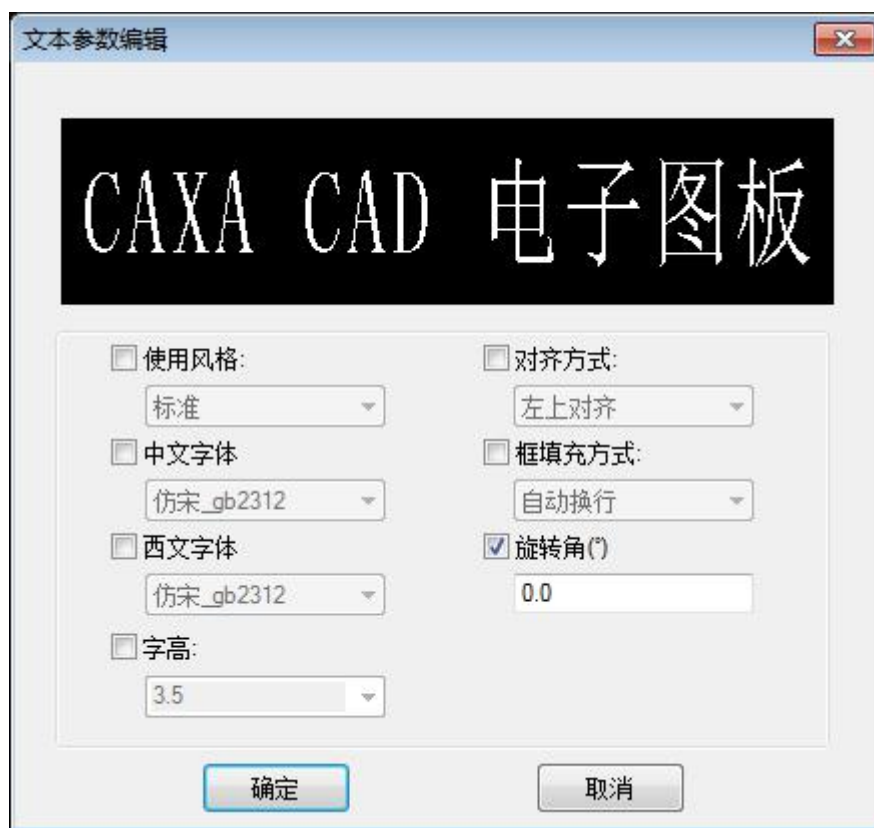 文本参数编辑
CAXA CAD 电子图板
使用风格:
标准
中文字体
仿宋_gb2312
西文字体
仿宋_gb2312
字高:
3.5
对齐方式:
左上对齐
框填充方式:
自动换行
旋转角(°)
0.0
确定
取消